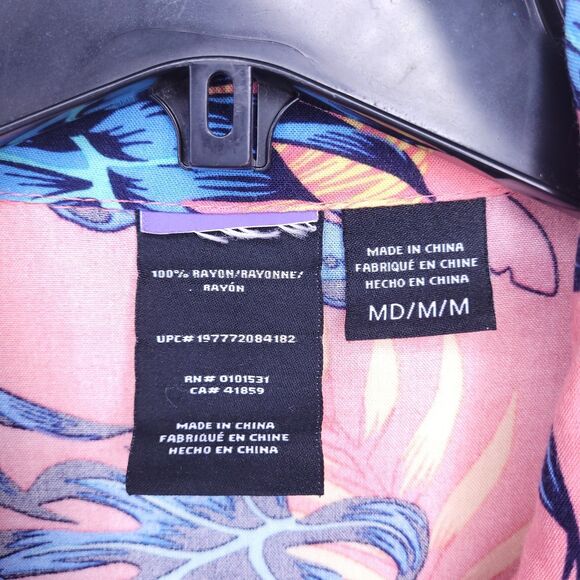 100% RAYON/RAYONNE/
RAYÓN
UPC# 197772084182
RN# 0101531
CA# 41859
MADE IN CHINA
FABRIQUÉ EN CHINE
HECHO EN CHINA
MADE IN CHINA
FABRIQUÉ EN CHINE
HECHO EN CHINA
MD/M/M